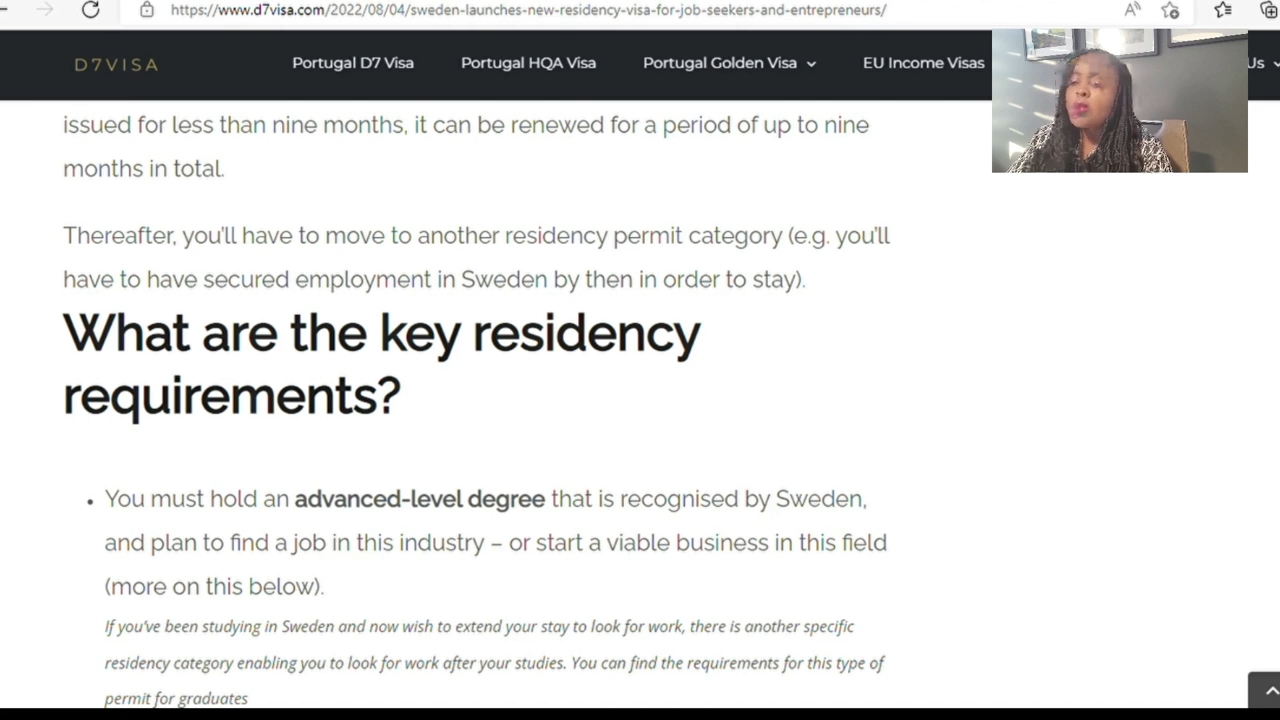 https://www.d7visa.com/2022/08/04/sweden-launches-new-residency-visa-for-job-seekers-and-entrepreneurs/
D7VISA Portugal D7 Visa Portugal HQA Visa Portugal Golden Visa EU Income Visas Us
issued for less than nine months, it can be renewed for a period of up to nine
months in total.
Thereafter, you'll have to move to another residency permit category (e.g. you'll
have to have secured employment in Sweden by then in order to stay).
What are the key residency
requirements?
• You must hold an advanced-level degree that is recognised by Sweden,
and plan to find a job in this industry – or start a viable business in this field
(more on this below).
If you've been studying in Sweden and now wish to extend your stay to look for work, there is another specific
residency category enabling you to look for work after your studies. You can find the requirements for this type of
permit for graduates